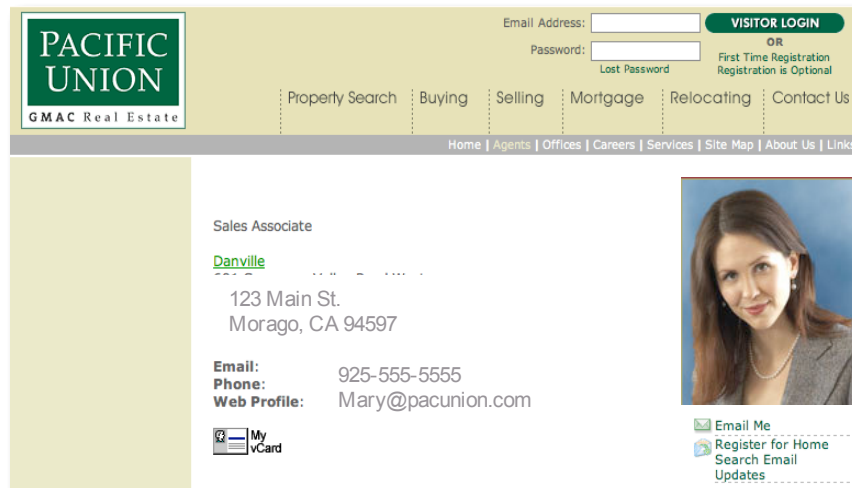 PACIFIC
UNION
GMAC Real Estate
Email Address:
VISITOR LOGIN
Password:
OR
Lost Password
First Time Registration
Registration is Optional
Property Search
Buying
Selling
Mortgage
Relocating
Contact Us
Home | Agents | Offices | Careers | Services | Site Map | About Us | Links
Sales Associate
Danville
123 Main St.
Morago, CA 94597
Email:
Phone:
Web Profile:
925-555-5555
Mary@pacunion.com
My
vCard
Email Me
Register for Home
Search Email
Updates